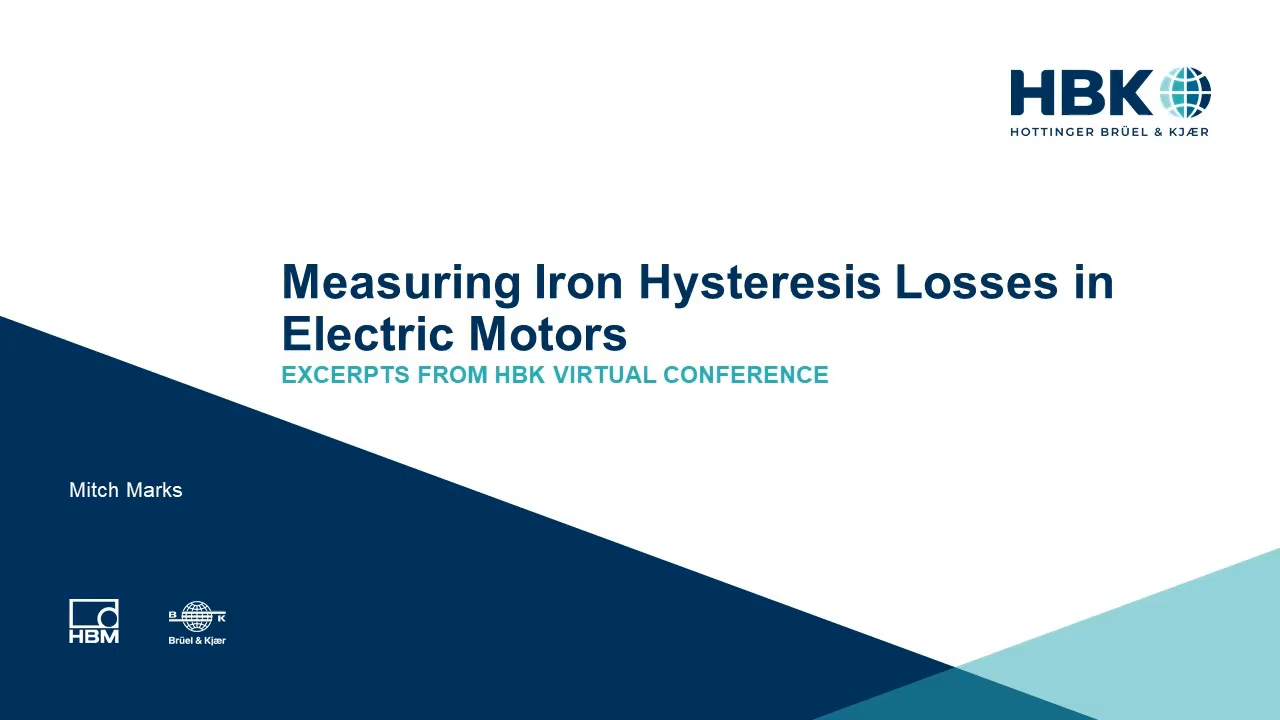 HBK
HOTTINGER BRÜEL & KJÆR
Measuring Iron Hysteresis Losses in
Electric Motors
EXCERPTS FROM HBK VIRTUAL CONFERENCE
Mitch Marks
HBM
B K
Brüel & Kjær